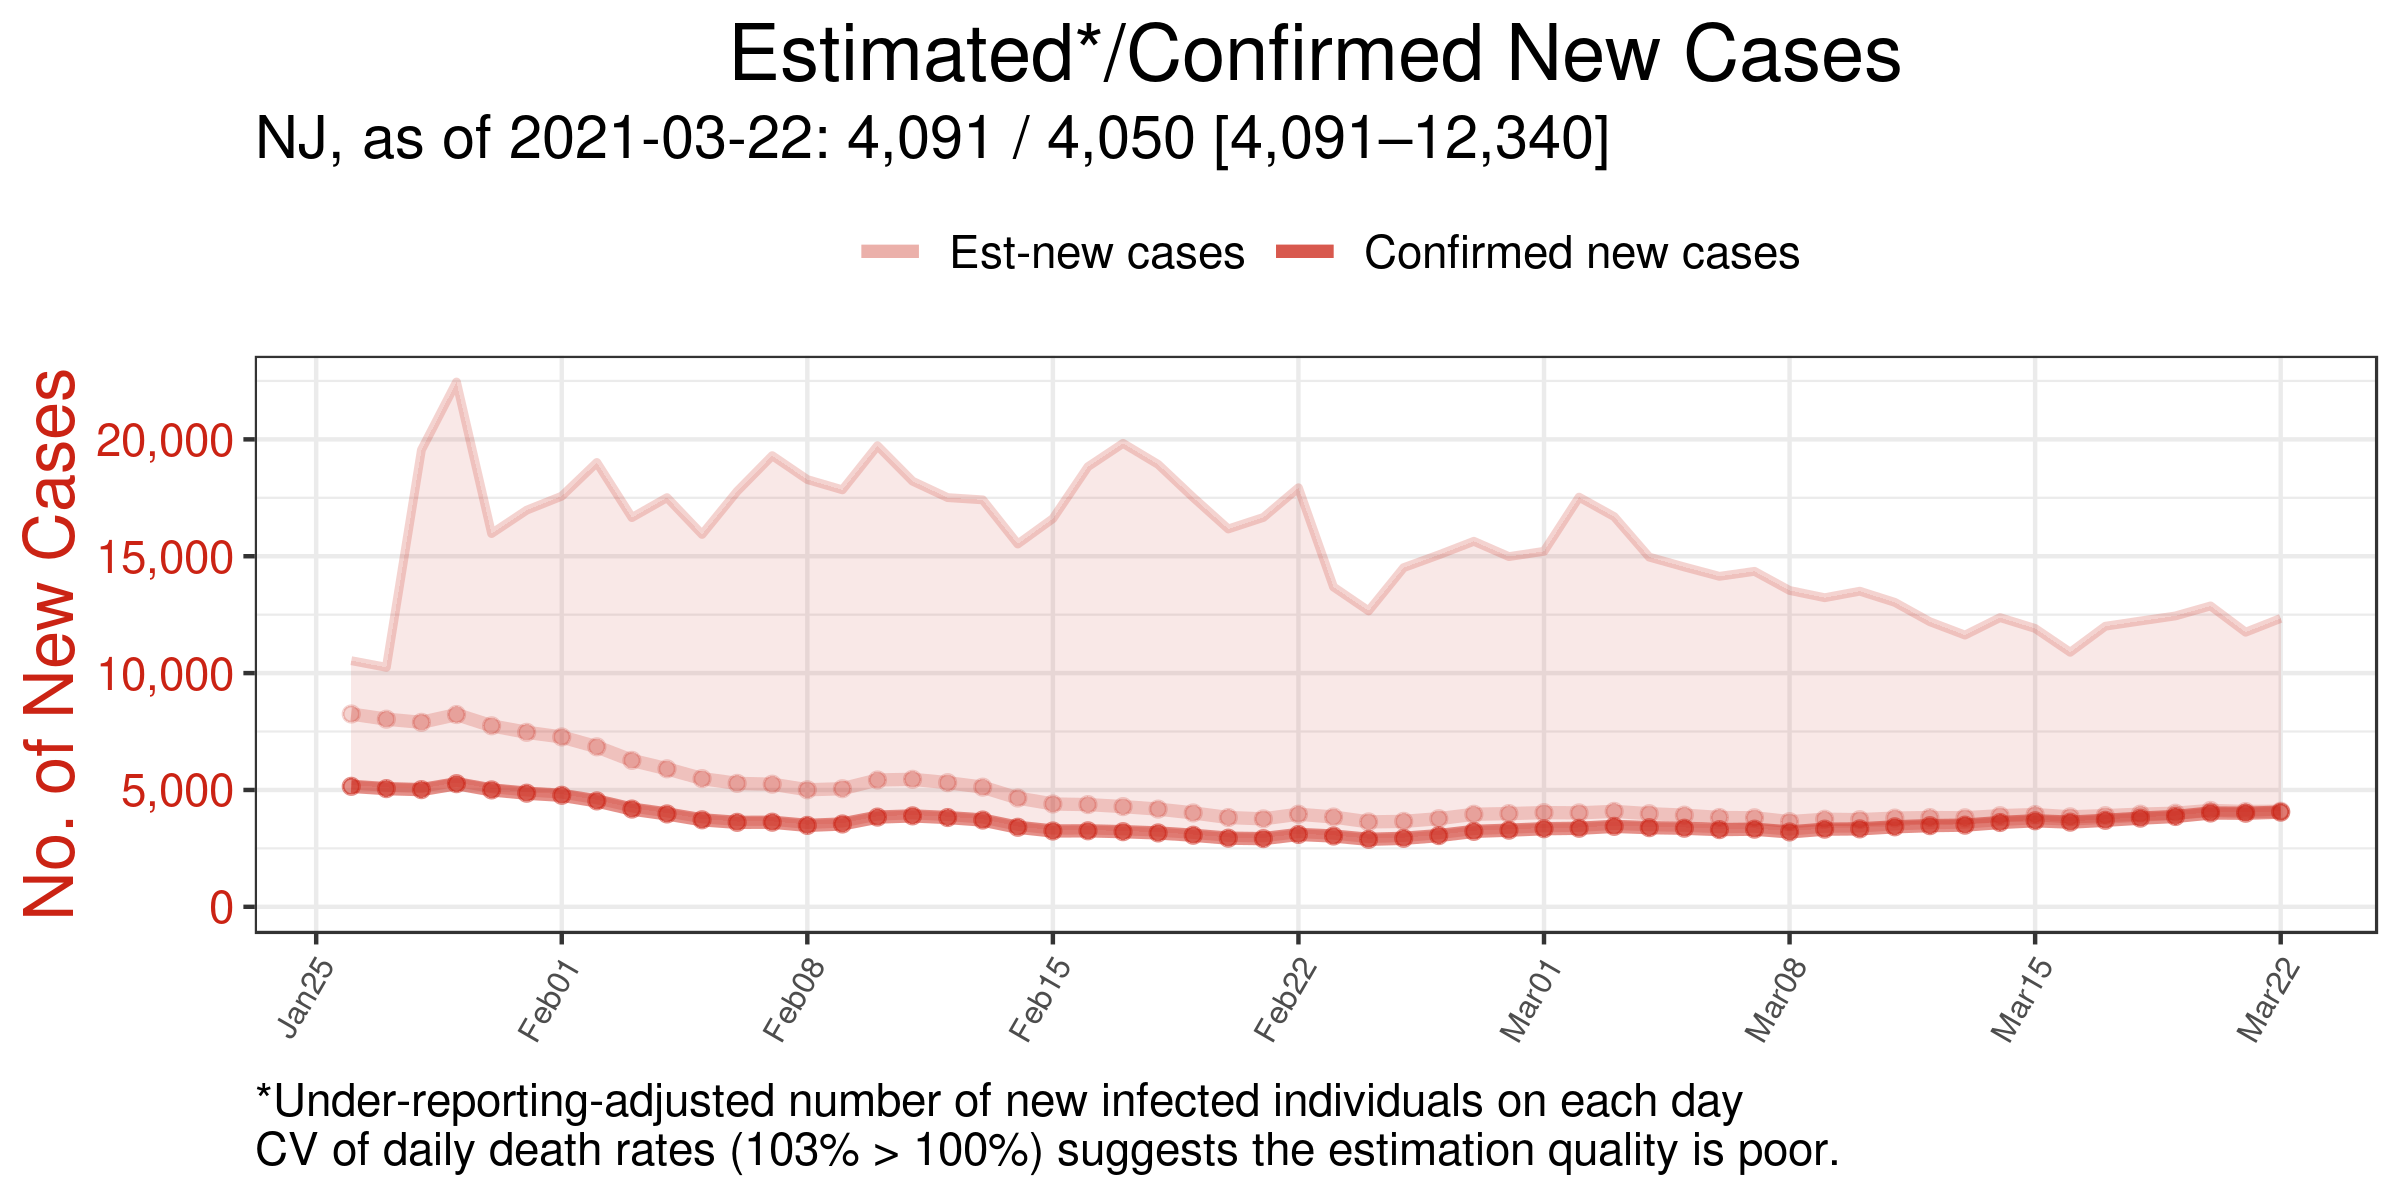 Estimated*/Confirmed New Cases
NJ, as of 2021-03-22: 4,091 / 4,050 [4,091–12,340]
Est-new cases
Confirmed new cases
No. of New Cases
20,000
15,000
10,000
5,000
0
Jan25
Feb01
Feb08
Feb15
Feb22
Mar01
Mar08
Mar15
Mar22
*Under-reporting-adjusted number of new infected individuals on each day
CV of daily death rates (103% > 100%) suggests the estimation quality is poor.